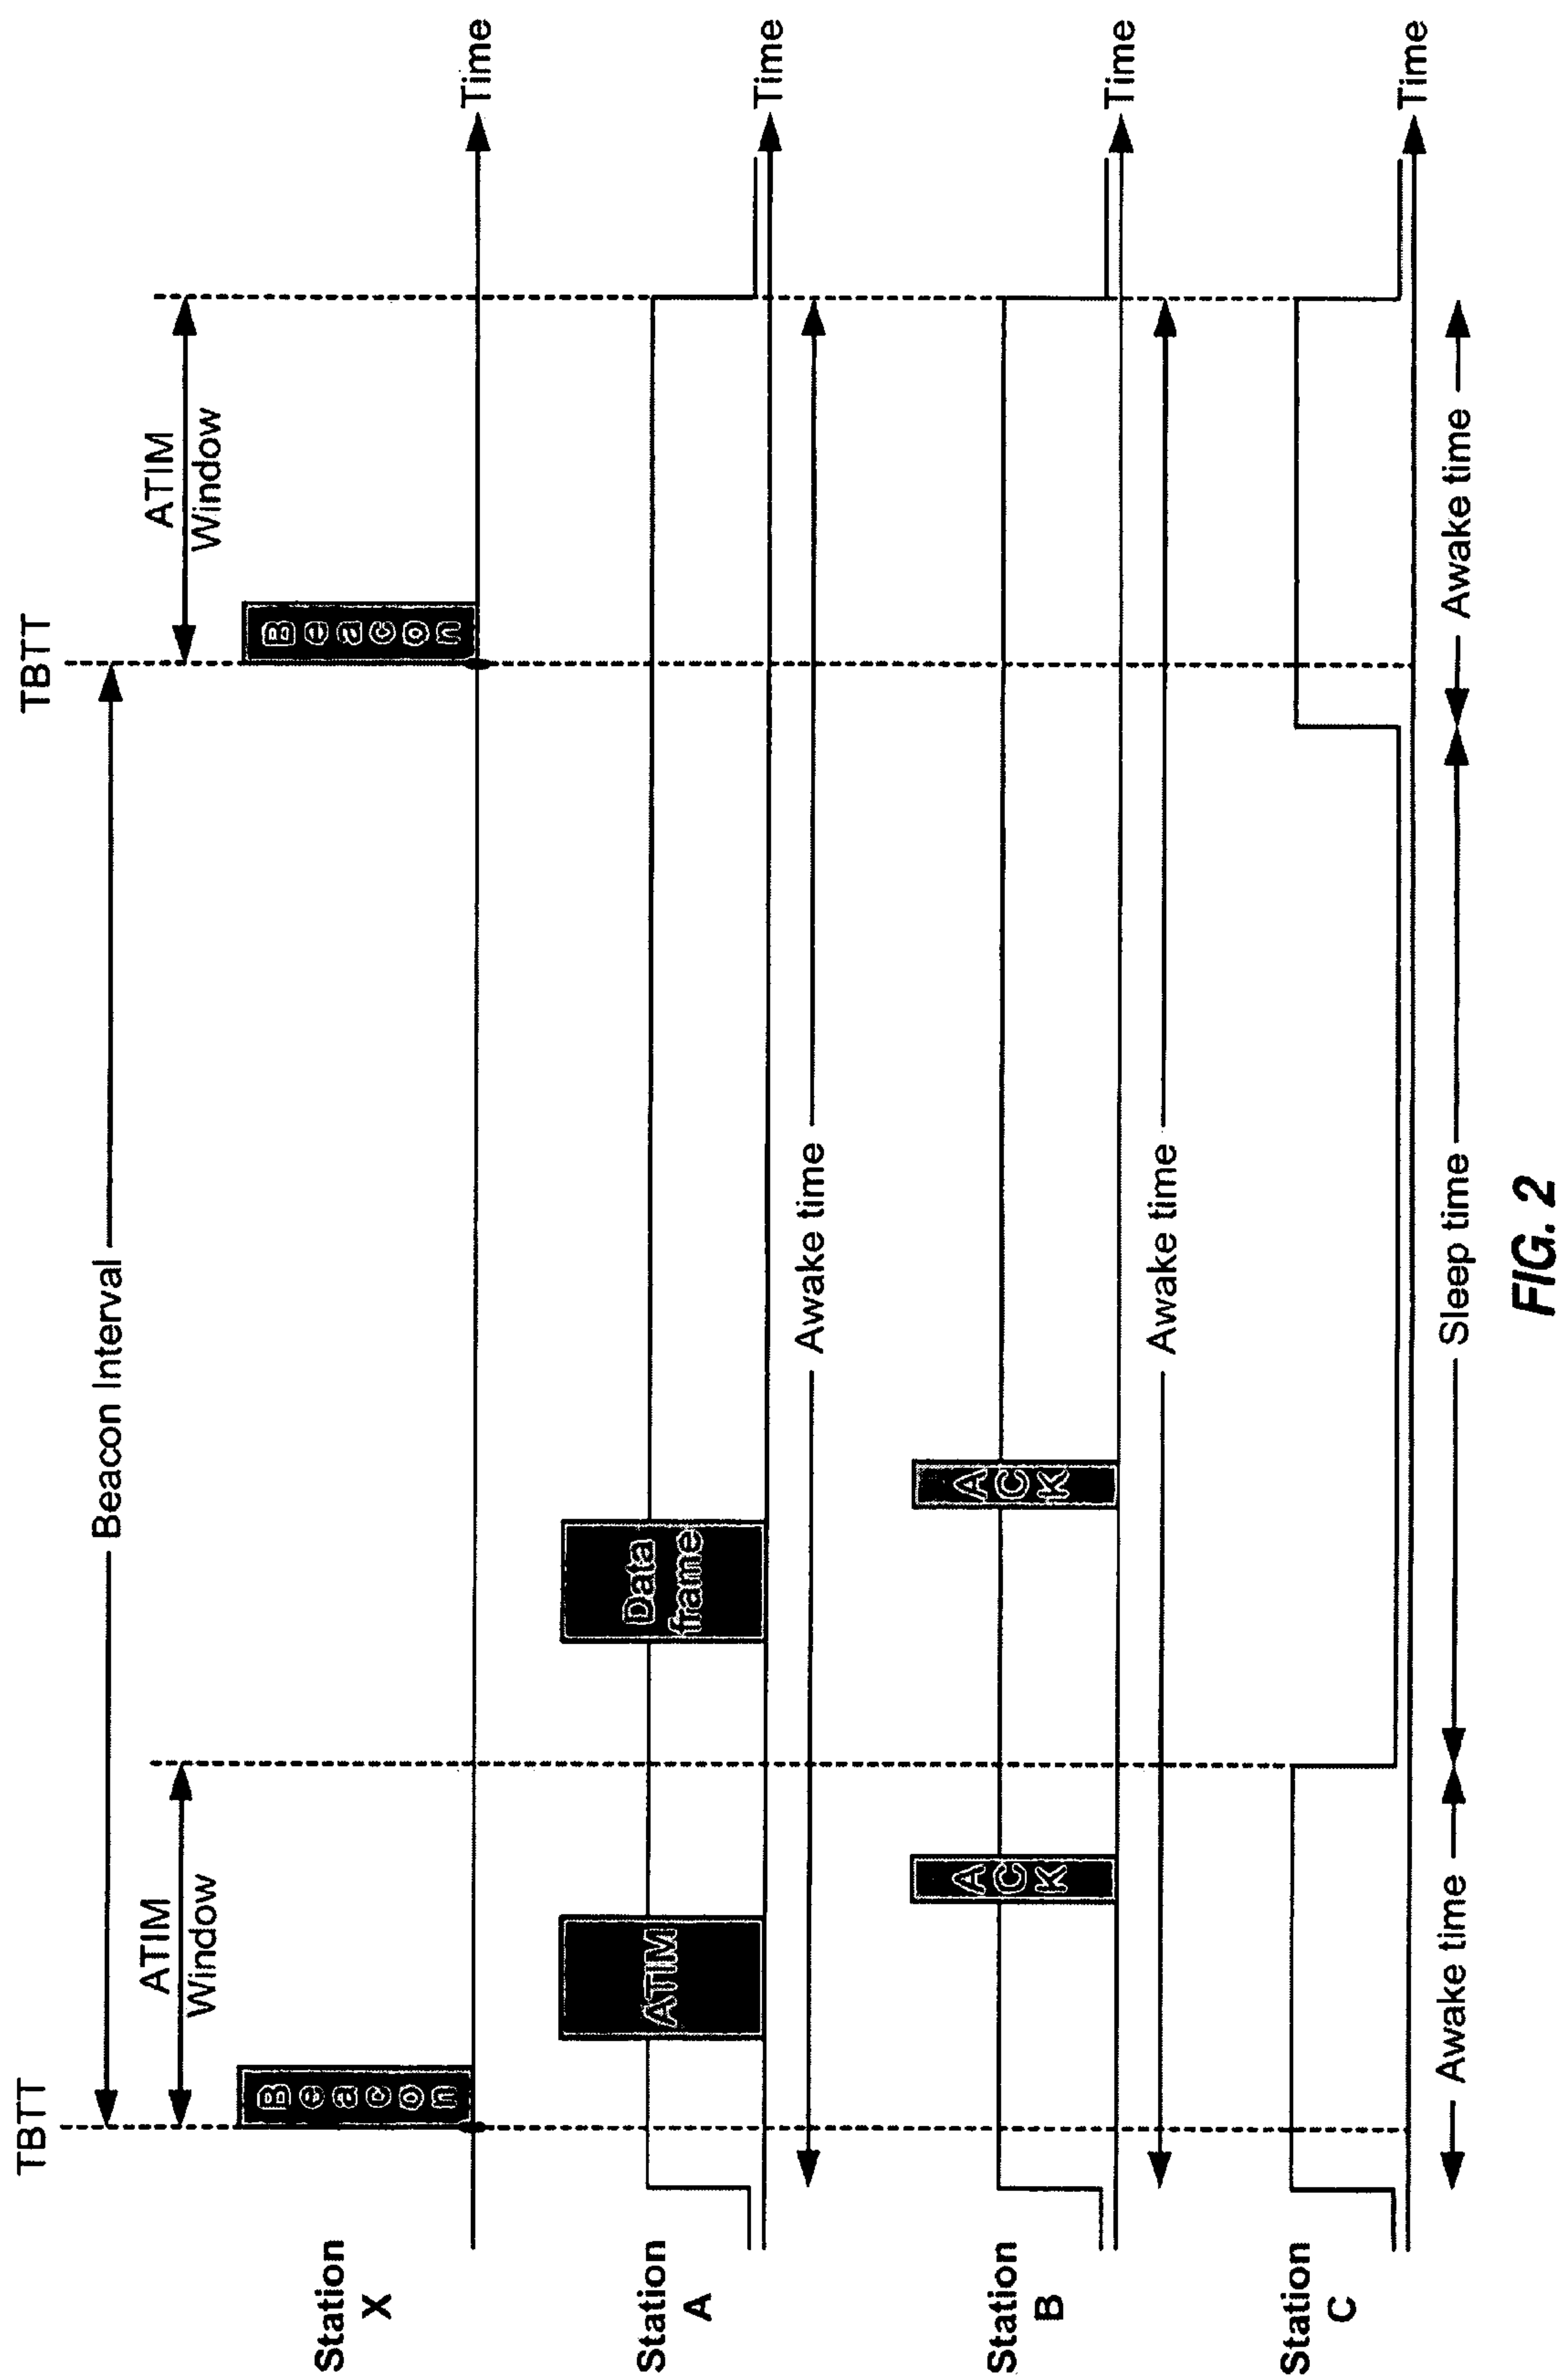 TBTT
TBTT
Beacon Interval
ATIM
Window
ATIM
Window
Station
X
Beacon
Beacon
Time
Station
A
ATIM
Data
frame
Time
Awake time
Station
B
ACK
ACK
Time
Awake time
Station
C
Time
Awake time
Sleep time
Awake time
FIG. 2